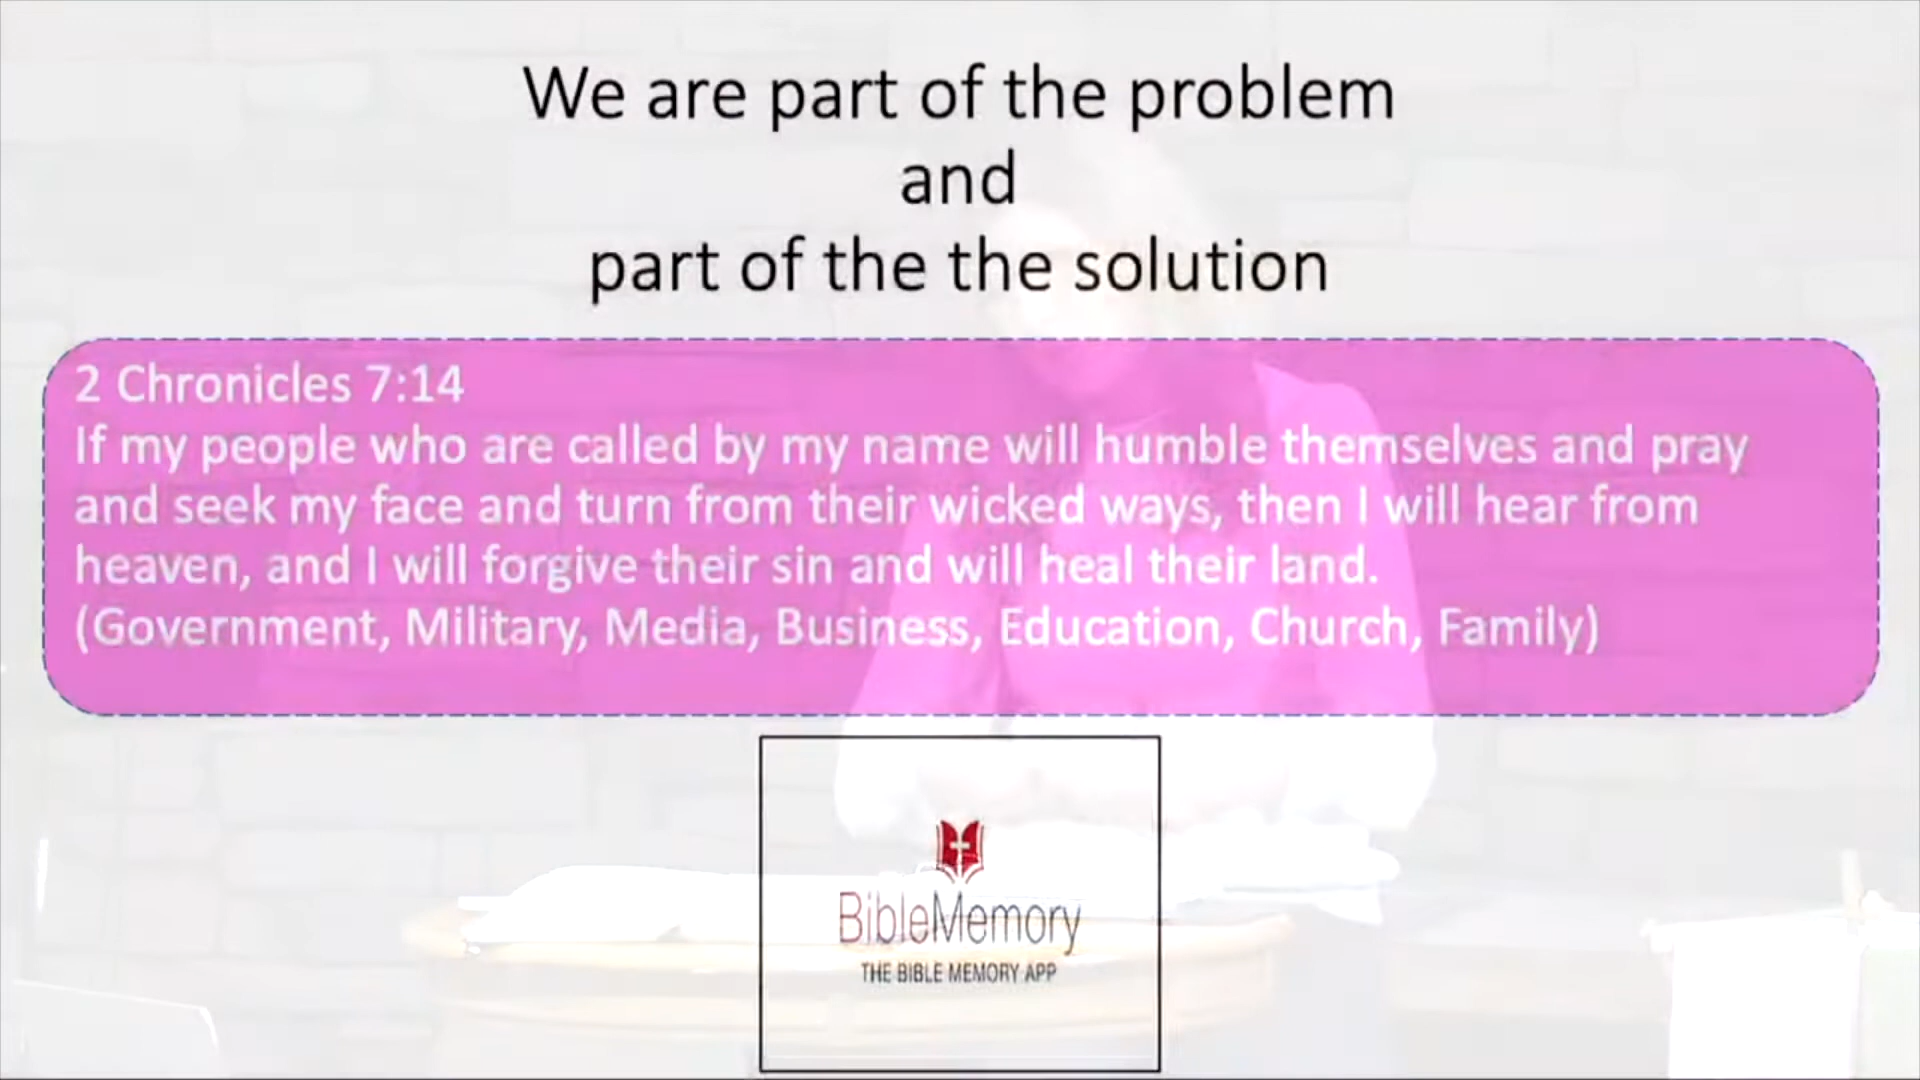 We are part of the problem
and
part of the the solution
2 Chronicles 7:14
If my people who are called by my name will humble themselves and pray
and seek my face and turn from their wicked ways, then I will hear from
heaven, and I will forgive their sin and will heal their land.
(Government, Military, Media, Business, Education, Church, Family)
BibleMemory
THE BIBLE MEMORY APP